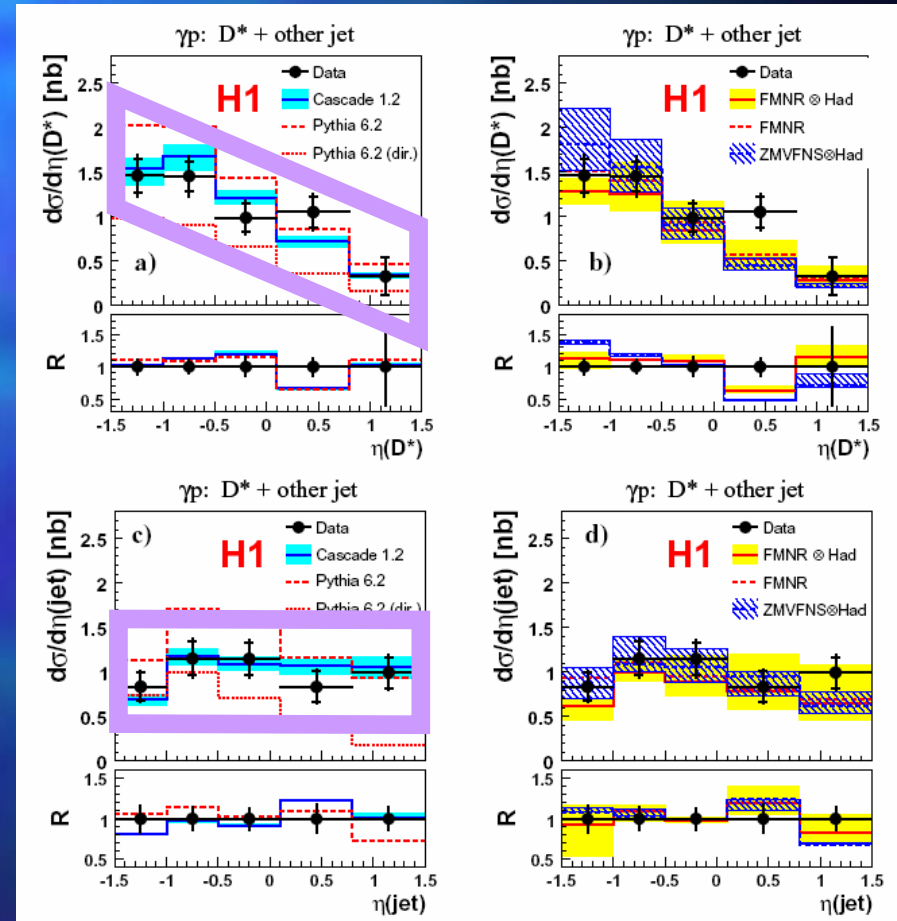 γp: D* + other jet
dσ/dη(D*) [nb]
2.5
2
1.5
1
0.5
0
H1
Data
Cascade 1.2
Pythia 6.2
Pythia 6.2 (dir.)
a)
R
1.5
1
0.5
-1.5 -1 -0.5 0 0.5 1 1.5
η(D*)
γp: D* + other jet
dσ/dη(D*) [nb]
2.5
2
1.5
1
0.5
0
H1
Data
FMNR ⊗ Had
FMNR
ZMVFNS⊗Had
b)
R
1.5
1
0.5
-1.5 -1 -0.5 0 0.5 1 1.5
η(D*)
γp: D* + other jet
dσ/dη(jet) [nb]
2.5
2
1.5
1
0.5
0
c)
H1
Data
Cascade 1.2
Pythia 6.2
Pythia 6.2 (dir.)
R
1.5
1
0.5
-1.5 -1 -0.5 0 0.5 1 1.5
η(jet)
γp: D* + other jet
dσ/dη(jet) [nb]
2.5
2
1.5
1
0.5
0
H1
d)
Data
FMNR ⊗ Had
FMNR
ZMVFNS⊗Had
R
1.5
1
0.5
-1.5 -1 -0.5 0 0.5 1 1.5
η(jet)